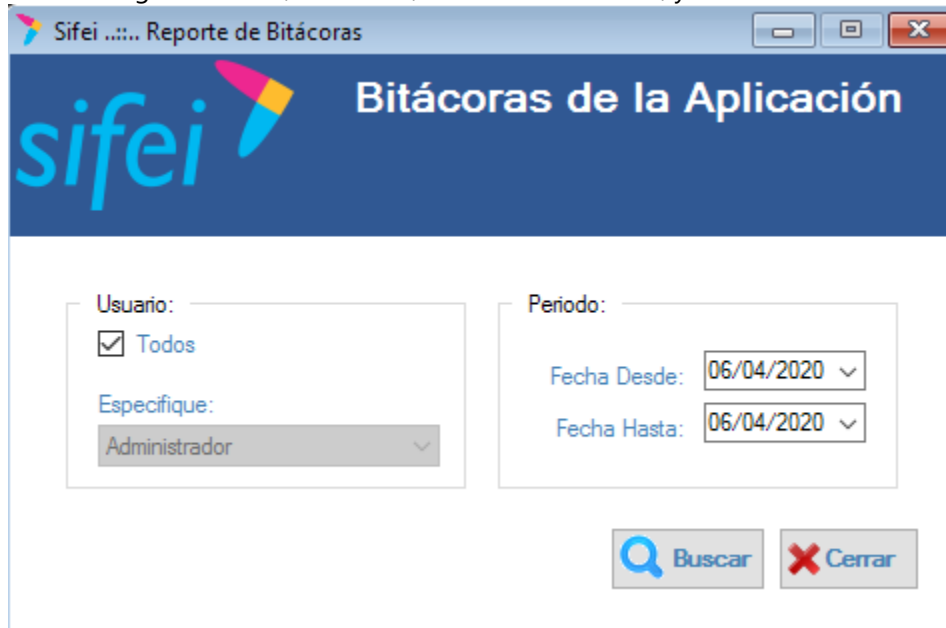 Sifei ..::.. Reporte de Bitácoras
sifei
Bitácoras de la Aplicación
Usuario:
Todos
Especifique:
Administrador
Periodo:
Fecha Desde: 06/04/2020
Fecha Hasta: 06/04/2020
Buscar
Cerrar